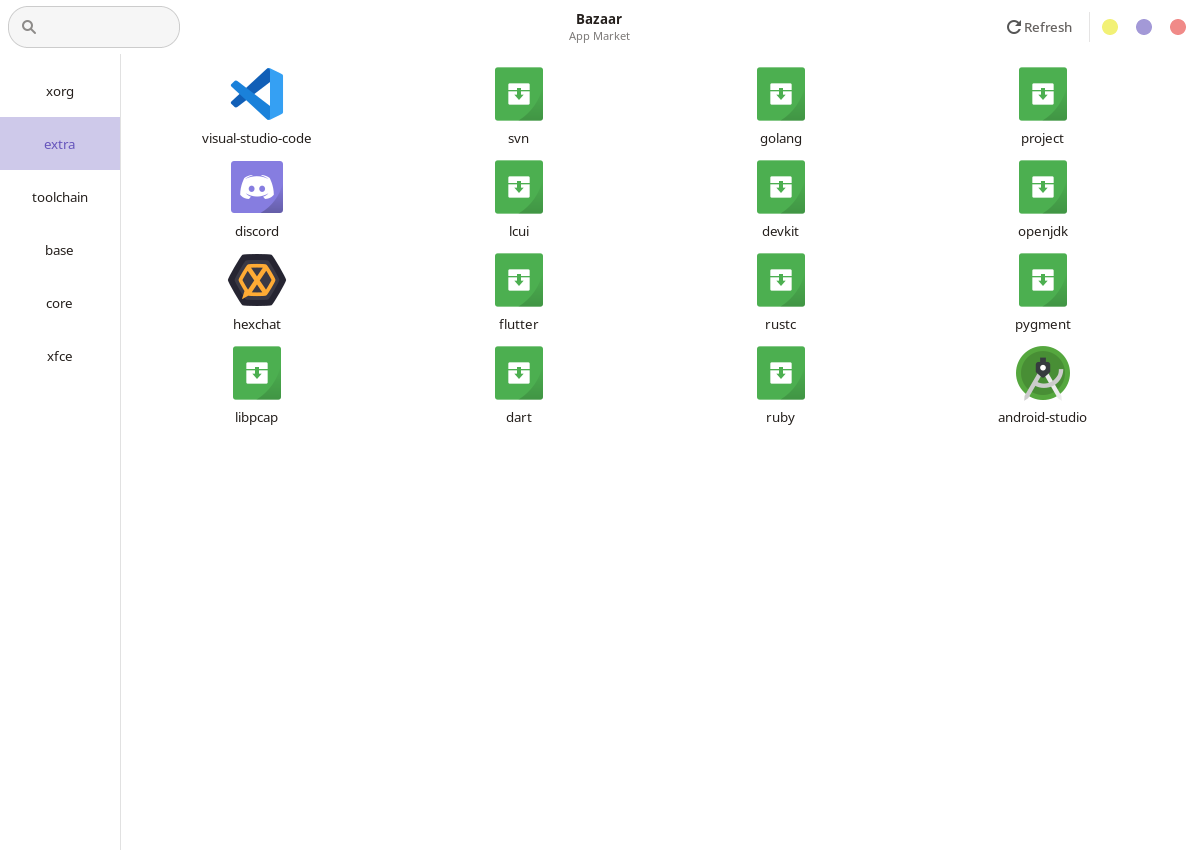 Bazaar
App Market
Refresh
xorg
extra
toolchain
base
core
xfce
visual-studio-code
svn
golang
project
discord
lcui
devkit
openjdk
hexchat
flutter
rustc
pygment
libpcap
dart
ruby
android-studio